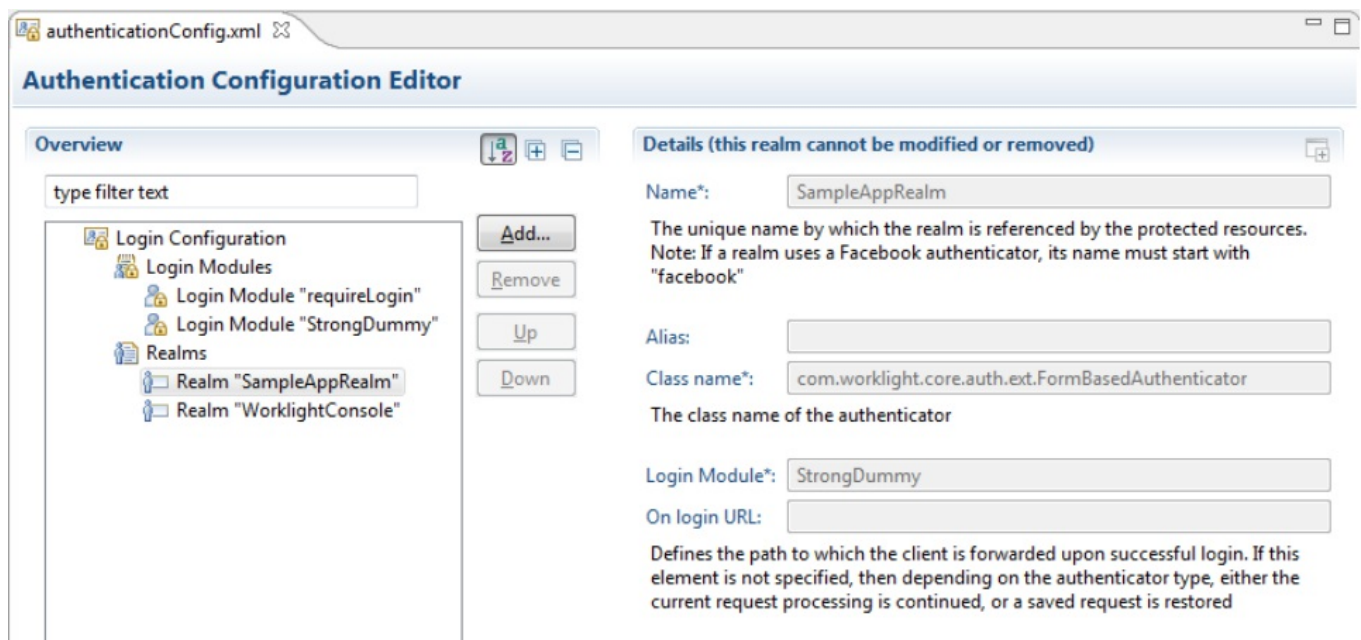 authenticationConfig.xml
Authentication Configuration Editor
Overview
type filter text
Login Configuration
Login Modules
Login Module "requireLogin"
Login Module "StrongDummy"
Realms
Realm "SampleAppRealm"
Realm "WorklightConsole"
Add...
Remove
Up
Down
Details (this realm cannot be modified or removed)
Name*: SampleAppRealm
The unique name by which the realm is referenced by the protected resources.
Note: If a realm uses a Facebook authenticator, its name must start with
"facebook"
Alias:
Class name*: com.worklight.core.auth.ext.FormBasedAuthenticator
The class name of the authenticator
Login Module*: StrongDummy
On login URL:
Defines the path to which the client is forwarded upon successful login. If this
element is not specified, then depending on the authenticator type, either the
current request processing is continued, or a saved request is restored